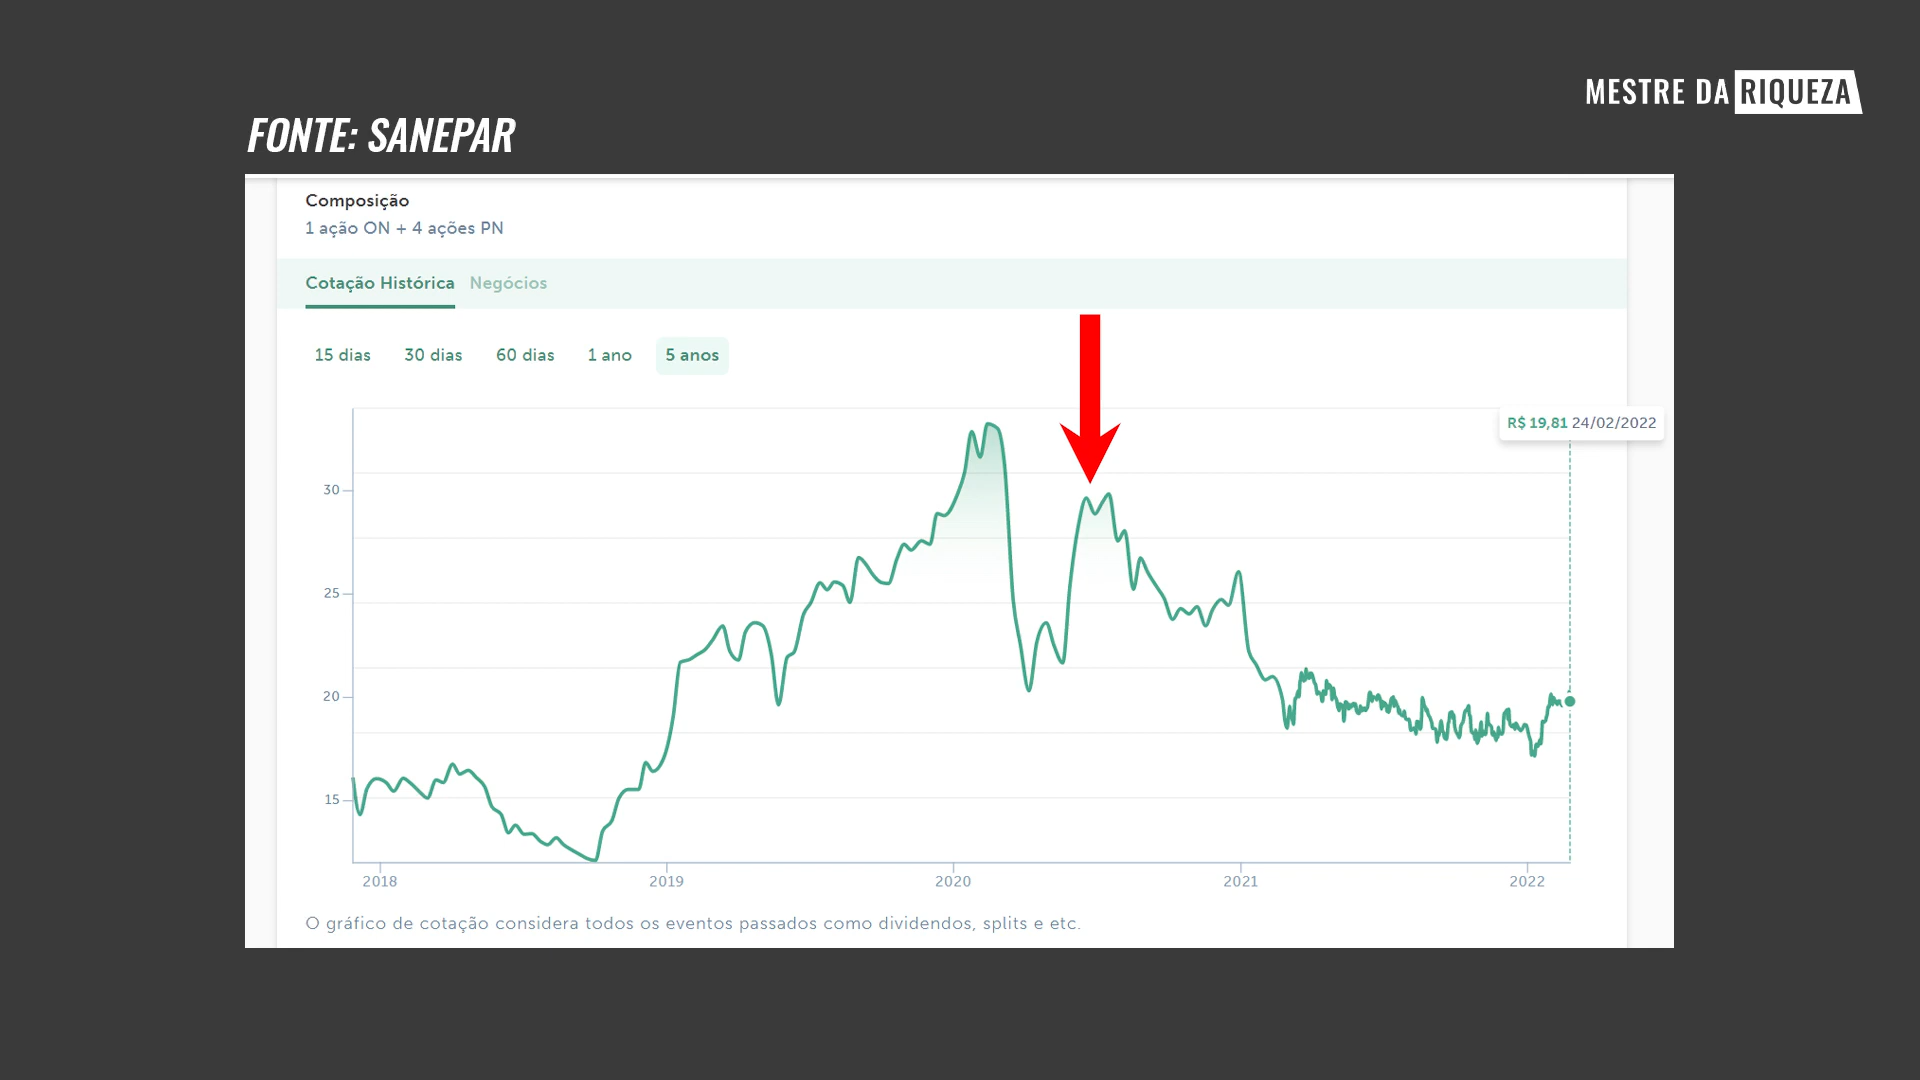 MESTRE DA RIQUEZA
FONTE: SANEPAR
Composição
1 ação ON + 4 ações PN
Cotação Histórica Negócios
15 dias 30 dias 60 dias 1 ano 5 anos
R$ 19,81 24/02/2022
30
25
20
15
2018 2019 2020 2021 2022
O gráfico de cotação considera todos os eventos passados como dividendos, splits e etc.